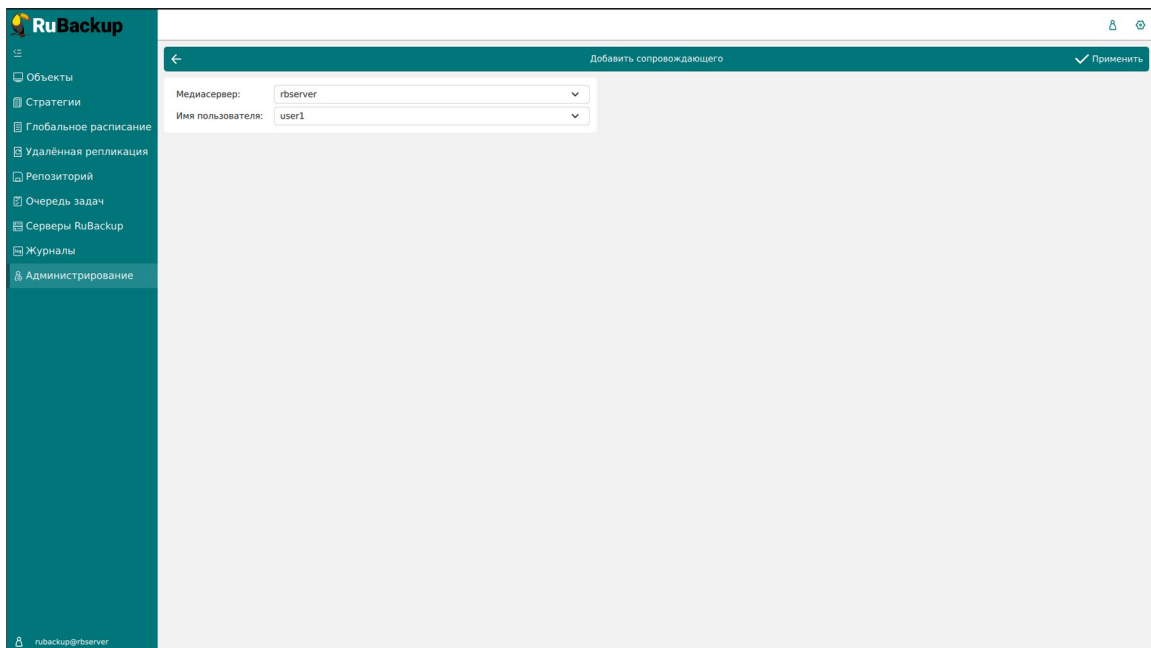 RuBackup
Объекты
Стратегии
Глобальное расписание
Удалённая репликация
Репозиторий
Очередь задач
Серверы RuBackup
Журналы
Администрирование
rubackup@rbserver
Добавить сопровождающего
Применить
Медиасервер: rbserver
Имя пользователя: user1